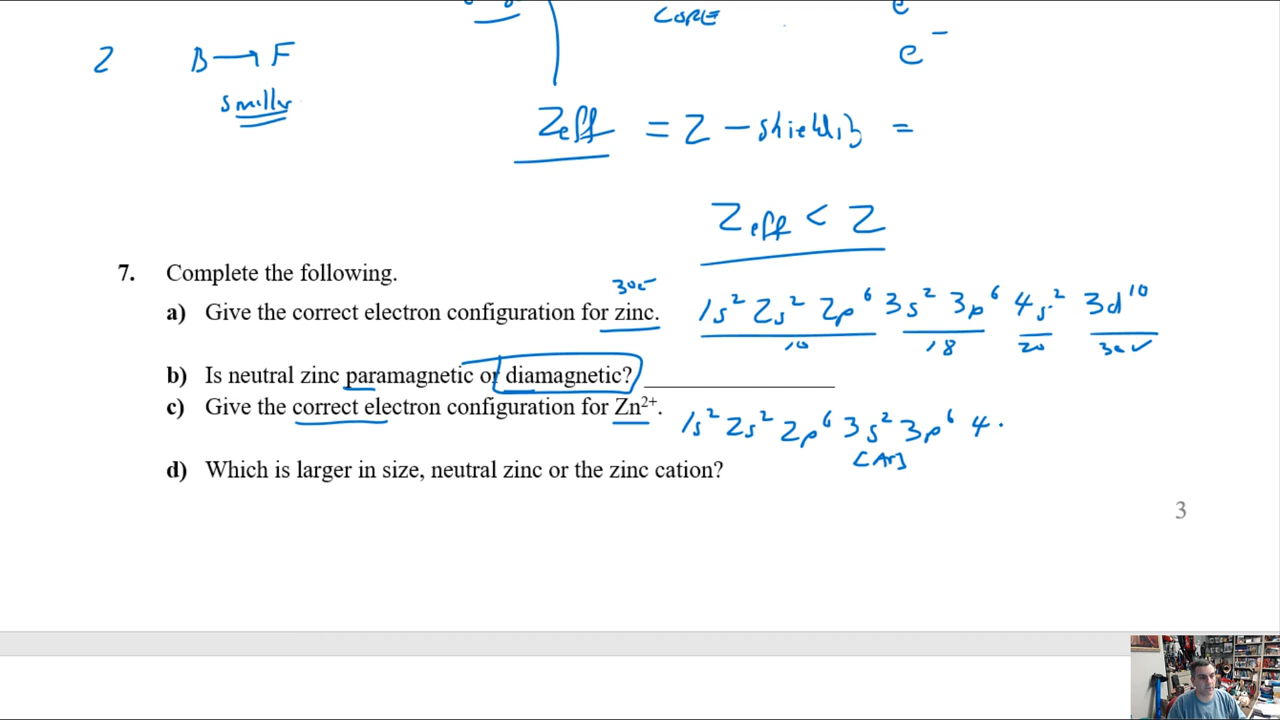 CORE
e
2 B → F
e⁻
smaller
Zeff = Z - shielding =
Zeff < Z
7. Complete the following.
30e⁻
a) Give the correct electron configuration for zinc. 1s² 2s² 2p⁶ 3s² 3p⁶ 4s² 3d¹⁰
10 18 20 30
b) Is neutral zinc paramagnetic or diamagnetic? ________
c) Give the correct electron configuration for Zn²⁺. 1s² 2s² 2p⁶ 3s² 3p⁶ 4
[Ar]
d) Which is larger in size, neutral zinc or the zinc cation?
3